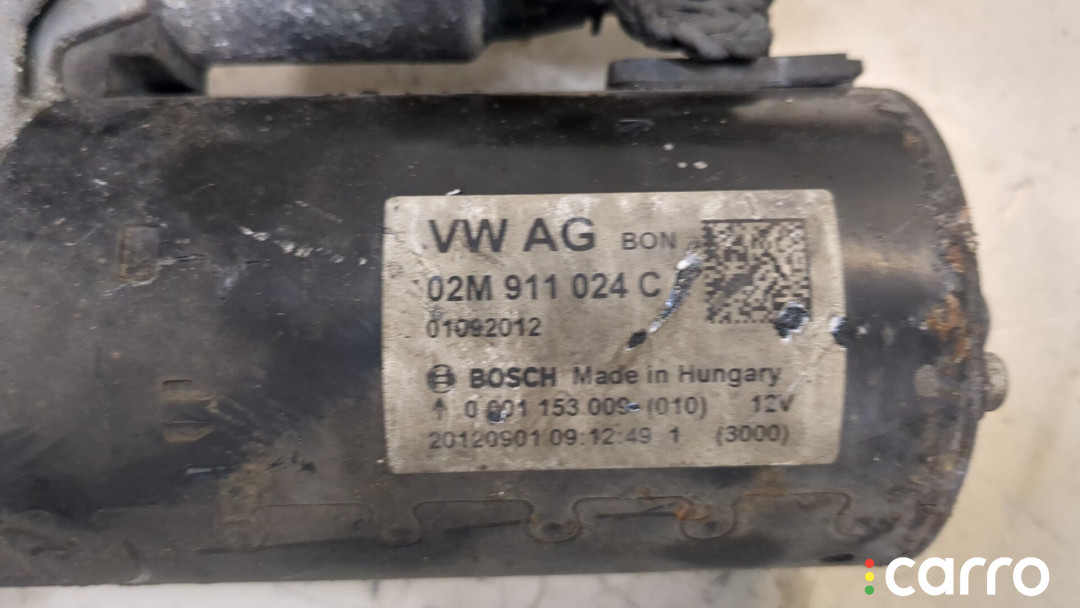 VW AG BON
02M 911 024 C
01092012
BOSCH Made in Hungary
0 001 153 009 (010) 12V
20120901 09:12:49 1 (3000)
carro